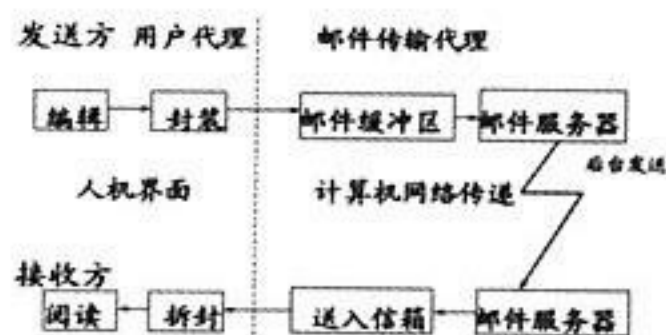 发送方 用户代理 邮件传输代理
编辑 封装 邮件缓冲区 邮件服务器
后台发送
人机界面 计算机网络传递
接收方
阅读 拆封 送入信箱 邮件服务器